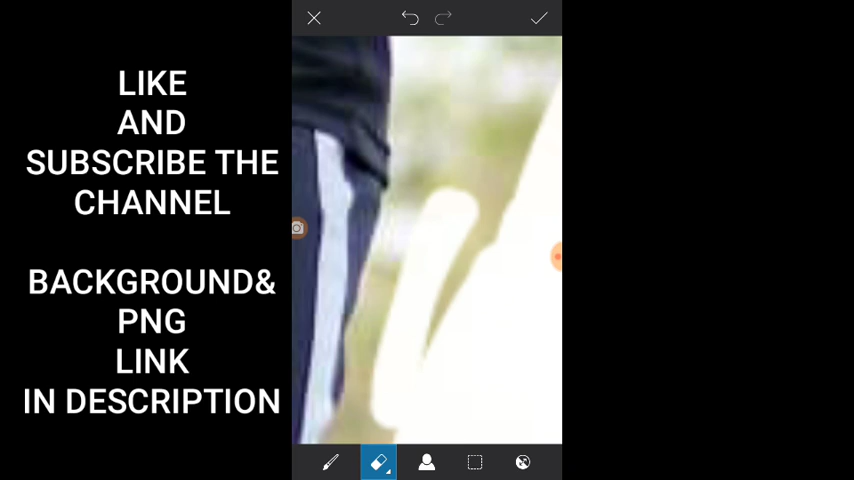 LIKE
AND
SUBSCRIBE THE
CHANNEL
BACKGROUND&
PNG
LINK
IN DESCRIPTION